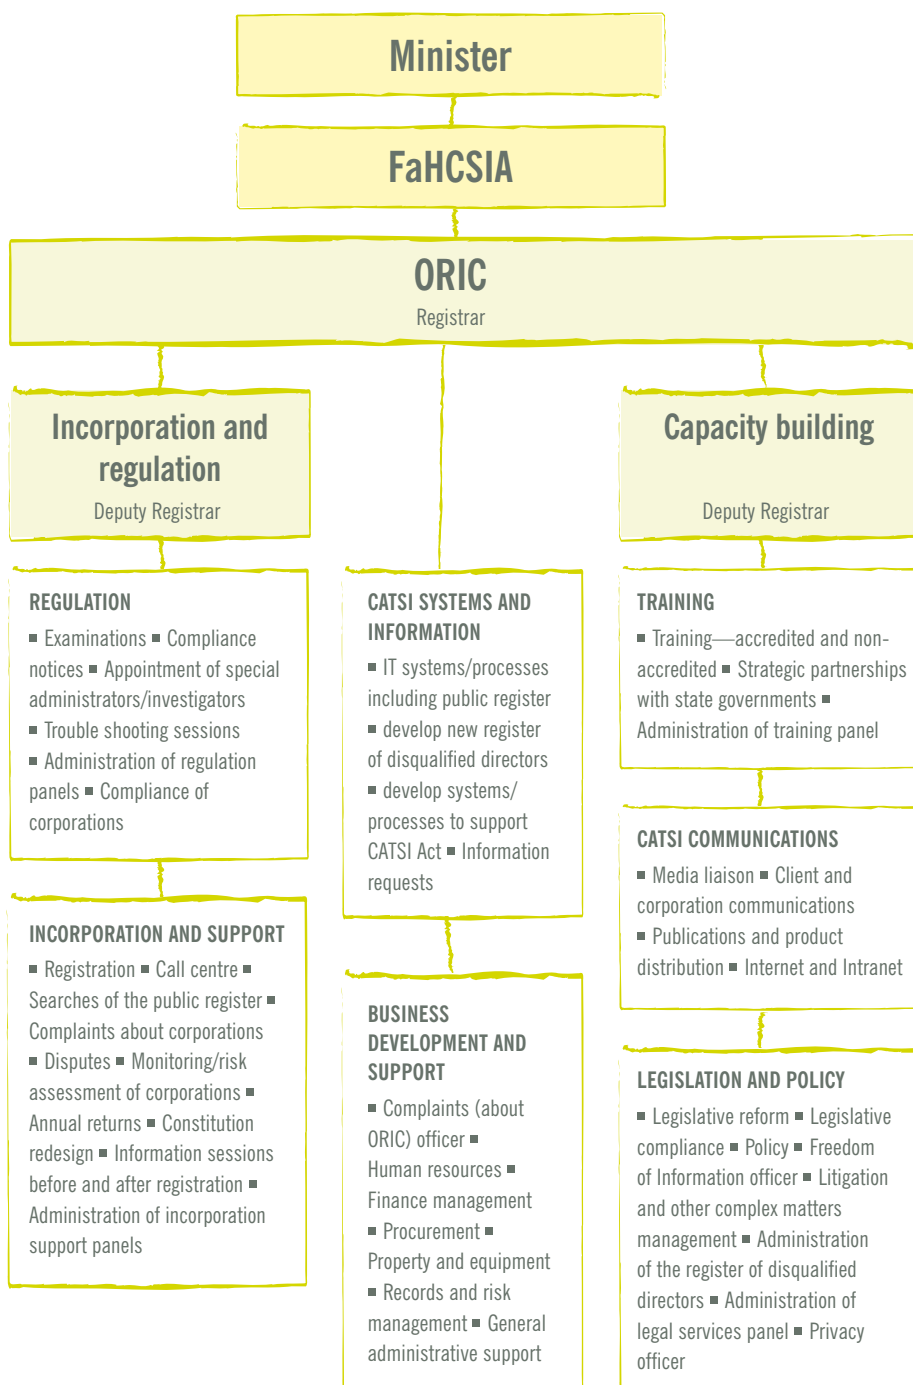 Minister
FaHCSIA
ORIC
Registrar
Incorporation and
regulation
Deputy Registrar
REGULATION
▪ Examinations ▪ Compliance
notices ▪ Appointment of special
administrators/investigators
▪ Trouble shooting sessions
▪ Administration of regulation
panels ▪ Compliance of
corporations
INCORPORATION AND SUPPORT
▪ Registration ▪ Call centre ▪
Searches of the public register ▪
Complaints about corporations
▪ Disputes ▪ Monitoring/risk
assessment of corporations ▪
Annual returns ▪ Constitution
redesign ▪ Information sessions
before and after registration ▪
Administration of incorporation
support panels
CATSI SYSTEMS AND
INFORMATION
▪ IT systems/processes
including public register
▪ develop new register
of disqualified directors
▪ develop systems/
processes to support
CATSI Act ▪ Information
requests
BUSINESS
DEVELOPMENT AND
SUPPORT
▪ Complaints (about
ORIC) officer ▪
Human resources ▪
Finance management
▪ Procurement ▪
Property and equipment
▪ Records and risk
management ▪ General
administrative support
Capacity building
Deputy Registrar
TRAINING
▪ Training—accredited and non-
accredited ▪ Strategic partnerships
with state governments ▪
Administration of training panel
CATSI COMMUNICATIONS
▪ Media liaison ▪ Client and
corporation communications
▪ Publications and product
distribution ▪ Internet and Intranet
LEGISLATION AND POLICY
▪ Legislative reform ▪ Legislative
compliance ▪ Policy ▪ Freedom
of Information officer ▪ Litigation
and other complex matters
management ▪ Administration
of the register of disqualified
directors ▪ Administration of
legal services panel ▪ Privacy
officer